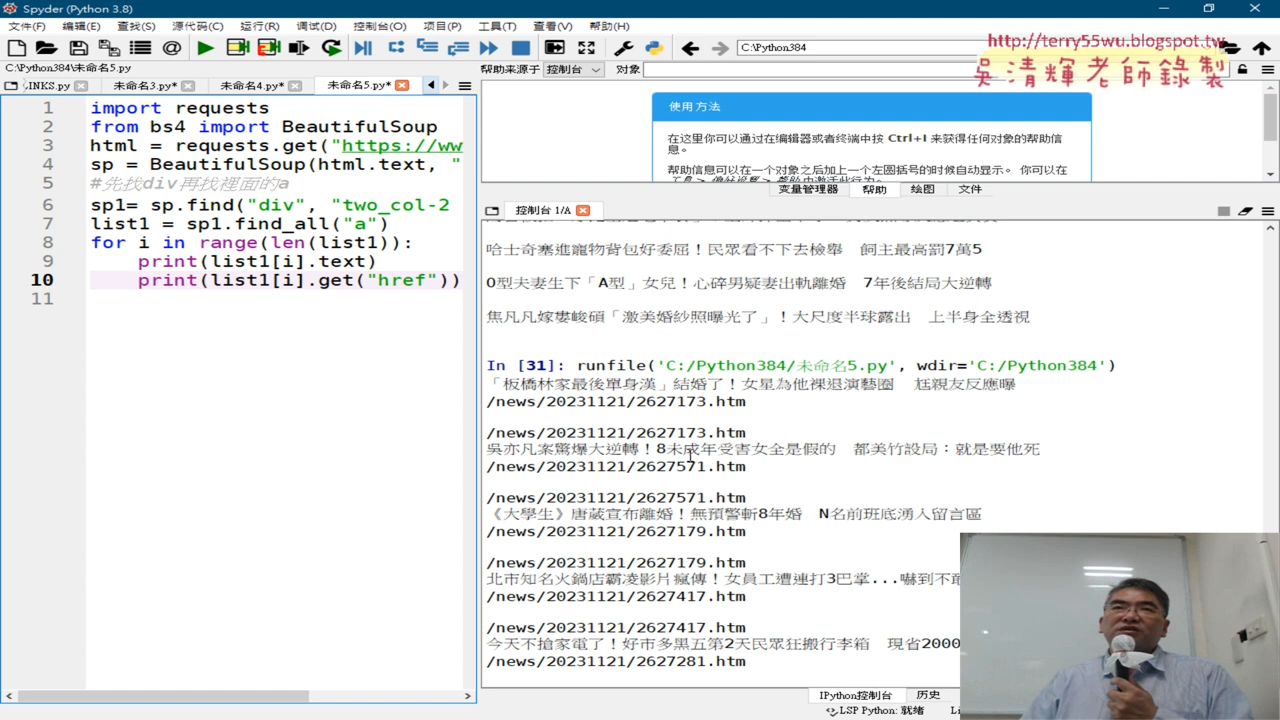 Spyder (Python 3.8)
文件(F) 编辑(E) 查找(S) 源代码(C) 运行(R) 调试(D) 控制台(O) 项目(P) 工具(T) 查看(V) 帮助(H)
C:\Python384
http://terry55wu.blogspot.tw
吳清輝老師錄製
C:\Python384\未命名5.py
帮助来源于 控制台 对象
INKS.py 未命名3.py* 未命名4.py* 未命名5.py*
1 import requests
2 from bs4 import BeautifulSoup
3 html = requests.get("https://ww
4 sp = BeautifulSoup(html.text, "
5 #先找div再找裡面的a
6 sp1= sp.find("div", "two_col-2
7 list1 = sp1.find_all("a")
8 for i in range(len(list1)):
9 print(list1[i].text)
10 print(list1[i].get("href"))
11
使用方法
在这里你可以通过在编辑器或者终端中按 Ctrl+I 来获得任何对象的帮助信
息。
帮助信息可以在一个对象之后加上一个左圆括号的时候自动显示。 你可以在
变量管理器 帮助 绘图 文件
控制台 1/A
哈士奇塞進寵物背包好委屈！民眾看不下去檢舉 飼主最高罰7萬5
O型夫妻生下「A型」女兒！心碎男疑妻出軌離婚 7年後結局大逆轉
焦凡凡嫁婁峻碩「激美婚紗照曝光了」！大尺度半球露出 上半身全透視
In [31]: runfile('C:/Python384/未命名5.py', wdir='C:/Python384')
「板橋林家最後單身漢」結婚了！女星為他裸退演藝圈 尪親友反應曝
/news/20231121/2627173.htm
/news/20231121/2627173.htm
吳亦凡案驚爆大逆轉！8未成年受害女全是假的 都美竹設局：就是要他死
/news/20231121/2627571.htm
/news/20231121/2627571.htm
《大學生》唐葳宣布離婚！無預警斬8年婚 N名前班底湧入留言區
/news/20231121/2627179.htm
/news/20231121/2627179.htm
北市知名火鍋店霸凌影片瘋傳！女員工遭連打3巴掌...嚇到不敢
/news/20231121/2627417.htm
/news/20231121/2627417.htm
今天不搶家電了！好市多黑五第2天民眾狂搬行李箱 現省2000
/news/20231121/2627281.htm
IPython控制台 历史
LSP Python: 就绪